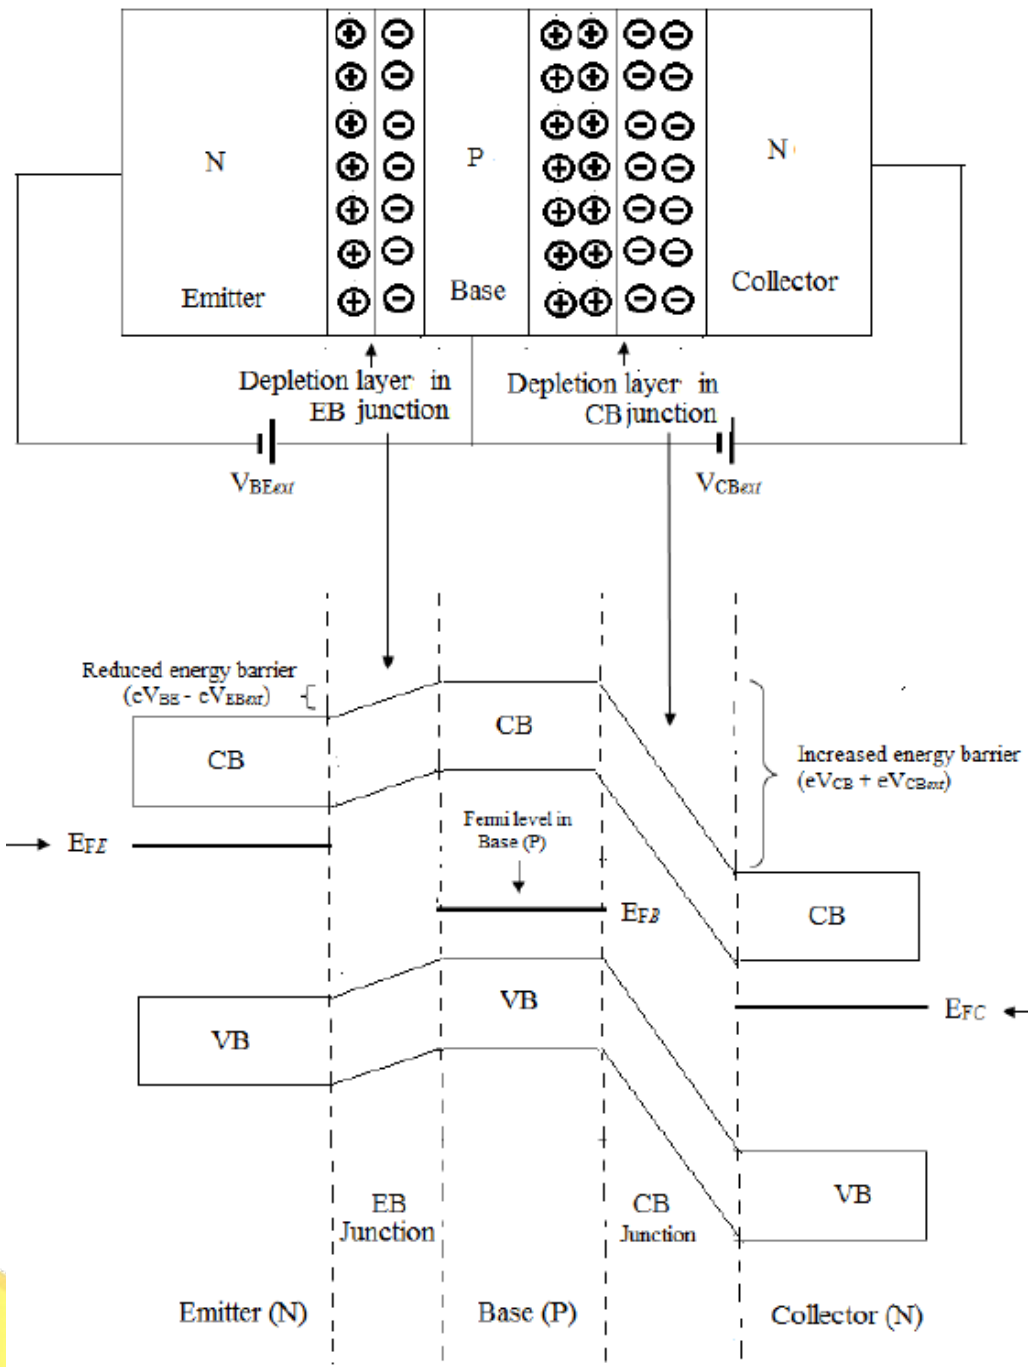 N
P
N
Emitter
Base
Collector
Depletion layer in
EB junction
Depletion layer in
CB junction
VBEext
VCBext
Reduced energy barrier
(eVBE - eVEBext)
CB
CB
Increased energy barrier
(eVCB + eVCBext)
Fermi level in
Base (P)
EFE
EFB
CB
VB
VB
EFC
VB
EB
Junction
CB
Junction
Emitter (N)
Base (P)
Collector (N)